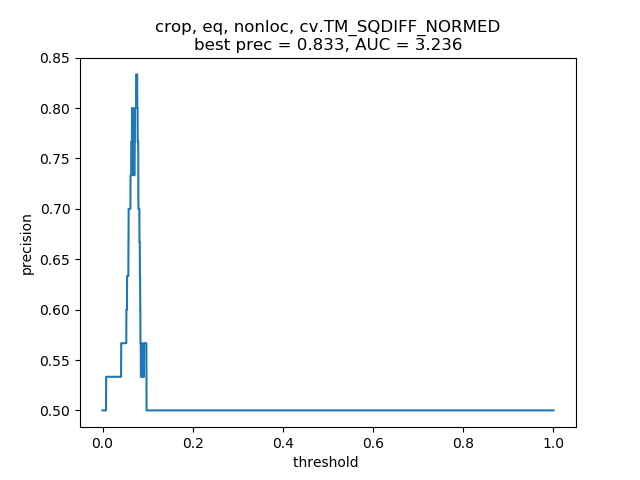 crop, eq, nonloc, cv.TM_SQDIFF_NORMED
best prec = 0.833, AUC = 3.236
0.85
0.80
0.75
0.70
0.65
0.60
0.55
0.50
precision
0.0 0.2 0.4 0.6 0.8 1.0
threshold